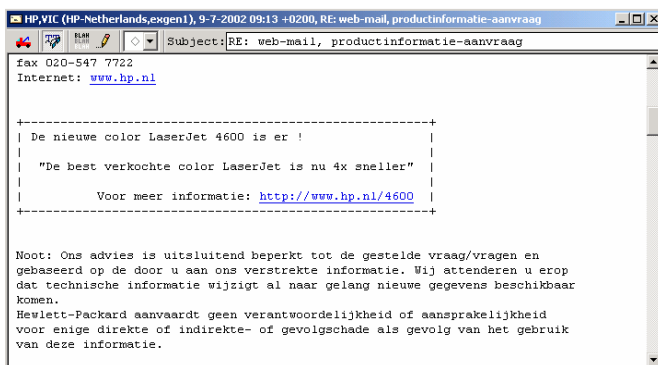 HP,VIC (HP-Netherlands,exgen1), 9-7-2002 09:13 +0200, RE: web-mail, productinformatie-aanvraag
BLAH
BLAH
BLAH
Subject: RE: web-mail, productinformatie-aanvraag
fax 020-547 7722
Internet: www.hp.nl
+-----------------------------------------------------+
| De nieuwe color LaserJet 4600 is er ! |
| |
| "De best verkochte color LaserJet is nu 4x sneller" |
| |
| Voor meer informatie: http://www.hp.nl/4600 |
+-----------------------------------------------------+
Noot: Ons advies is uitsluitend beperkt tot de gestelde vraag/vragen en
gebaseerd op de door u aan ons verstrekte informatie. Wij attenderen u erop
dat technische informatie wijzigt al naar gelang nieuwe gegevens beschikbaar
komen.
Hewlett-Packard aanvaardt geen verantwoordelijkheid of aansprakelijkheid
voor enige direkte of indirekte- of gevolgschade als gevolg van het gebruik
van deze informatie.